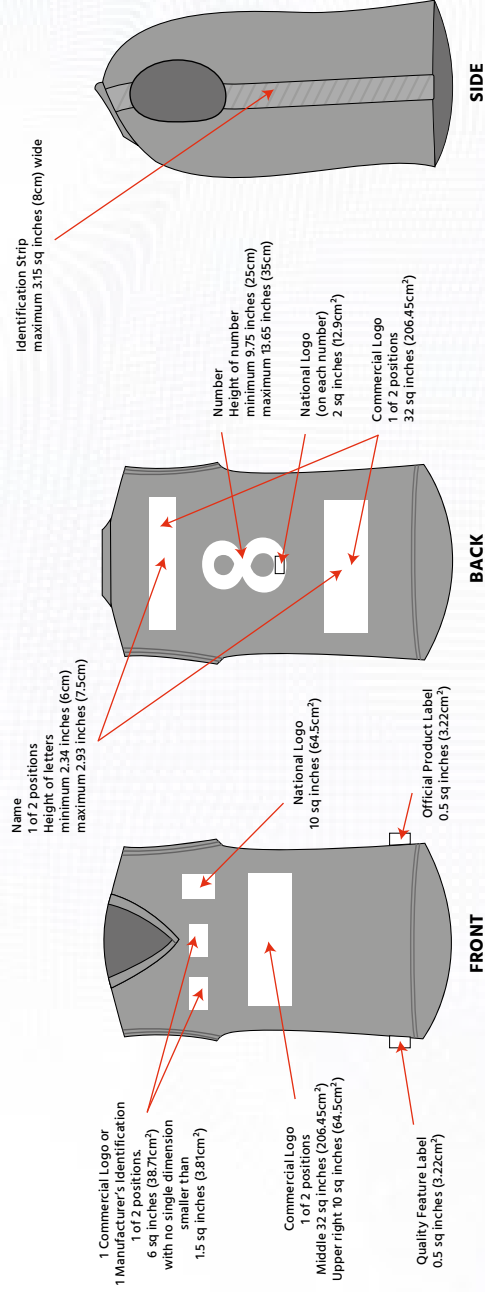 1 Commercial Logo or
1 Manufacturer's Identification
1 of 2 positions.
6 sq inches (38.71cm²)
with no single dimension
smaller than
1.5 sq inches (3.81cm²)
Commercial Logo
1 of 2 positions
Middle 32 sq inches (206.45cm²)
Upper right 10 sq inches (64.5cm²)
Quality Feature Label
0.5 sq inches (3.22cm²)
National Logo
10 sq inches (64.5cm²)
Official Product Label
0.5 sq inches (3.22cm²)
FRONT
Name
1 of 2 positions
Height of letters
minimum 2.34 inches (6cm)
maximum 2.93 inches (7.5cm)
8
Number
Height of number
minimum 9.75 inches (25cm)
maximum 13.65 inches (35cm)
National Logo
(on each number)
2 sq inches (12.9cm²)
Commercial Logo
1 of 2 positions
32 sq inches (206.45cm²)
BACK
Identification Strip
maximum 3.15 sq inches (8cm) wide
SIDE